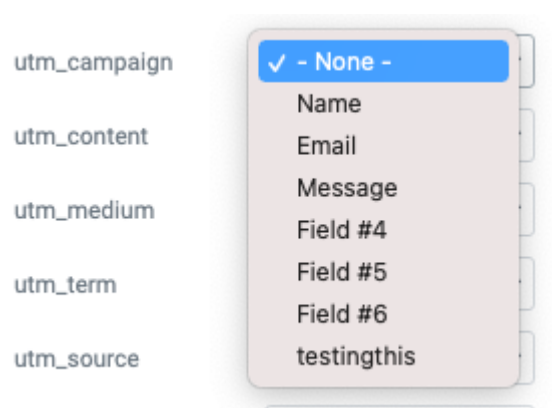 utm_campaign
✓ - None -
Name
utm_content
Email
Message
utm_medium
Field #4
Field #5
utm_term
Field #6
utm_source
testingthis